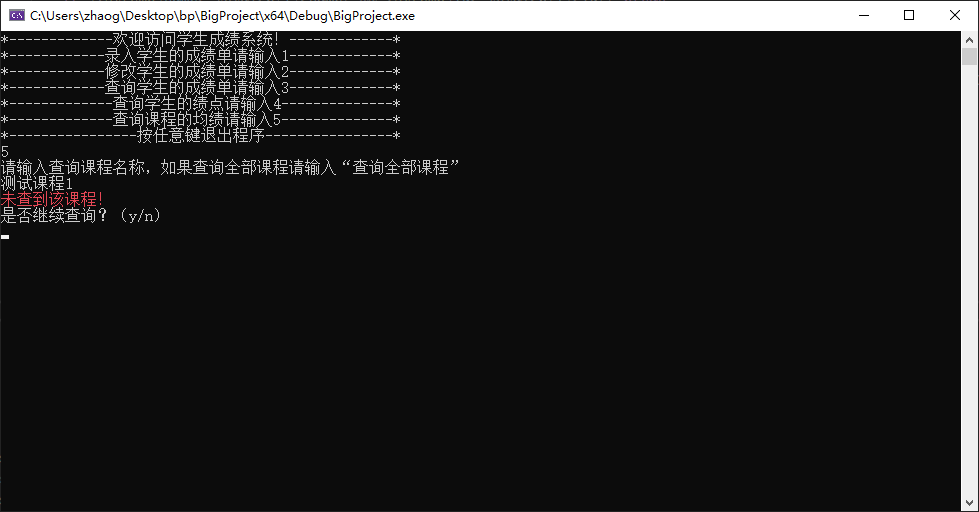 C:\Users\zhaog\Desktop\bp\BigProject\x64\Debug\BigProject.exe
*-------------欢迎访问学生成绩系统! -------------*
*------------录入学生的成绩单请输入1-------------*
*------------修改学生的成绩单请输入2-------------*
*------------查询学生的成绩单请输入3-------------*
*-------------查询学生的绩点请输入4--------------*
*-------------查询课程的均绩请输入5--------------*
*----------------按任意键退出程序----------------*
5
请输入查询课程名称，如果查询全部课程请输入“查询全部课程”
测试课程1
未查到该课程!
是否继续查询？（y/n）